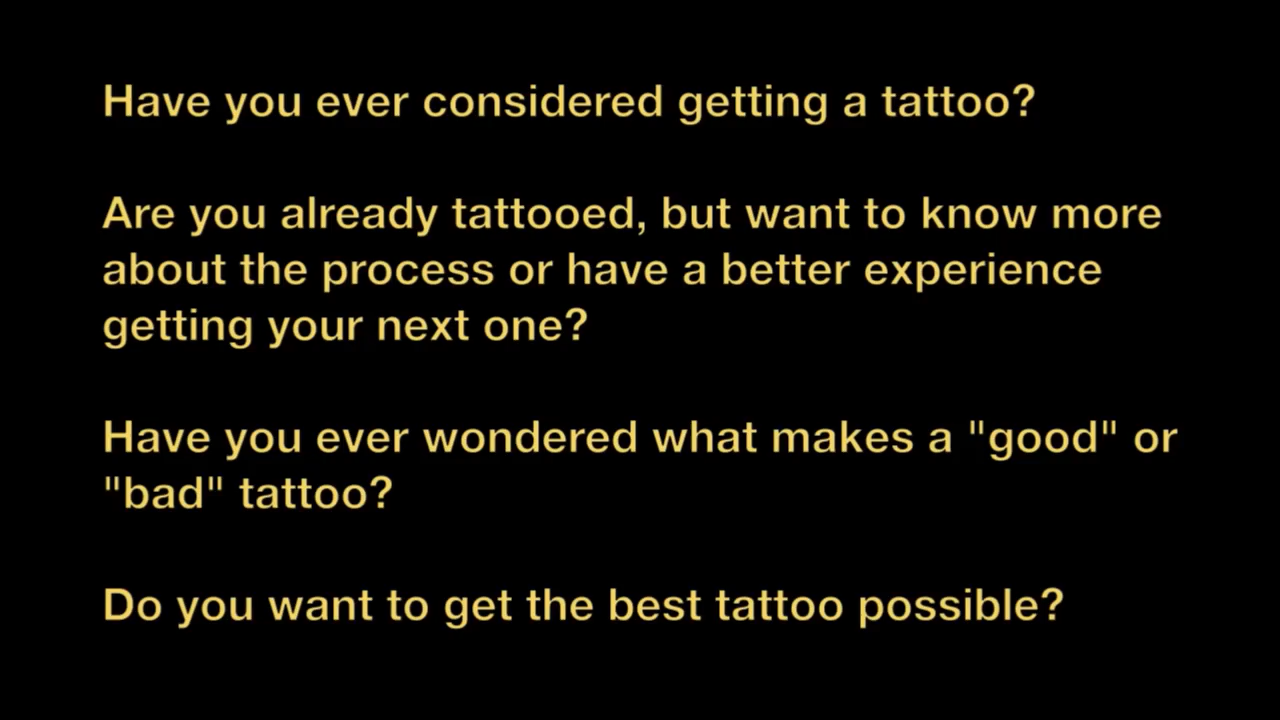 Have you ever considered getting a tattoo?
Are you already tattooed, but want to know more
about the process or have a better experience
getting your next one?
Have you ever wondered what makes a "good" or
"bad" tattoo?
Do you want to get the best tattoo possible?